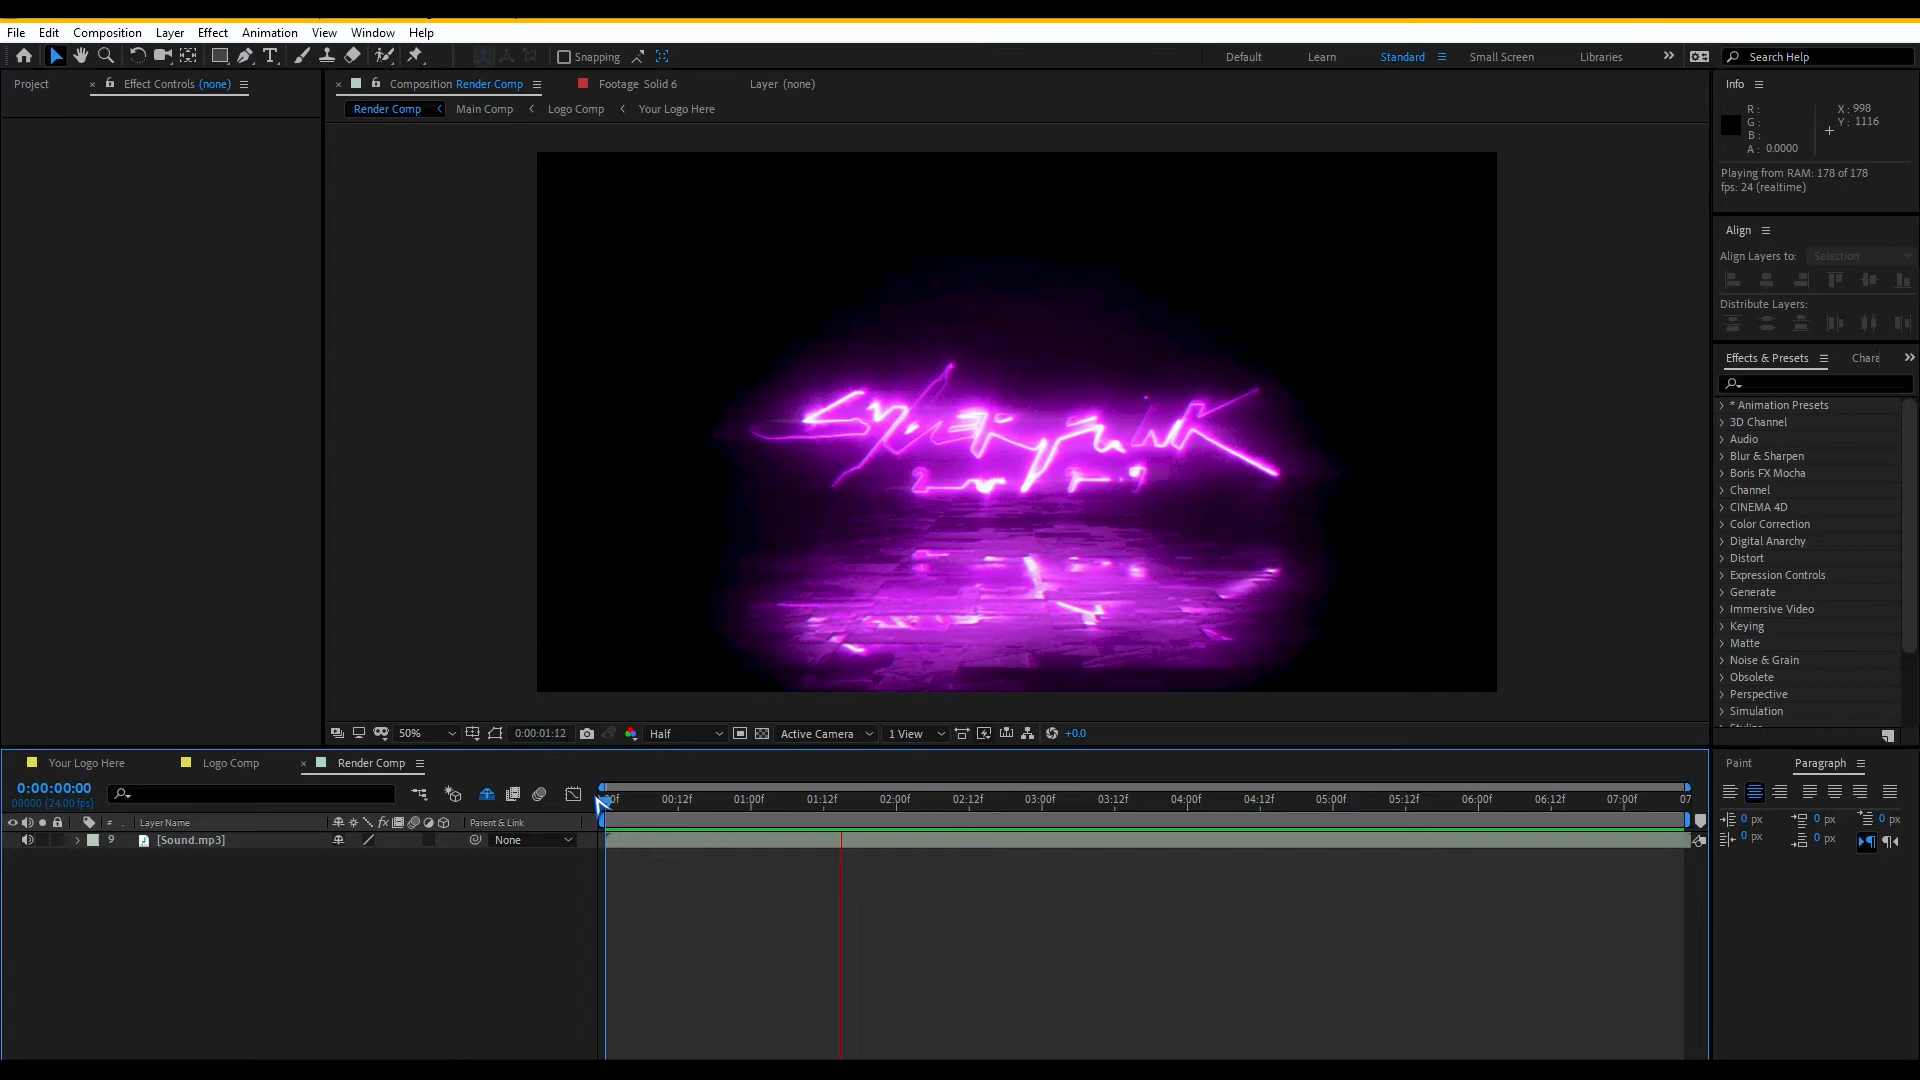 File Edit Composition Layer Effect Animation View Window Help
Snapping Default Learn Standard Small Screen Libraries Search Help
Project Effect Controls (none) Composition Render Comp Footage Solid 6 Layer (none) Info
Render Comp Main Comp Logo Comp Your Logo Here
R : X : 998
G : Y : 1116
B :
A : 0.0000
Playing from RAM: 178 of 178
fps: 24 (realtime)
Align
Align Layers to: Selection
Distribute Layers:
Effects & Presets Chara
* Animation Presets
3D Channel
Audio
Blur & Sharpen
Boris FX Mocha
Channel
CINEMA 4D
Color Correction
Digital Anarchy
Distort
Expression Controls
Generate
Immersive Video
Keying
Matte
Noise & Grain
Obsolete
Perspective
Simulation
CYBERPUNK
50% 0:00:01:12 Half Active Camera 1 View +0.0
Your Logo Here Logo Comp Render Comp Paint Paragraph
0:00:00:00
00000 (24.00 fps)
00:12f 01:00f 01:12f 02:00f 02:12f 03:00f 03:12f 04:00f 04:12f 05:00f 05:12f 06:00f 06:12f 07:00f 07
# Layer Name fx Parent & Link
9 [Sound.mp3] None
0 px 0 px 0 px
0 px 0 px